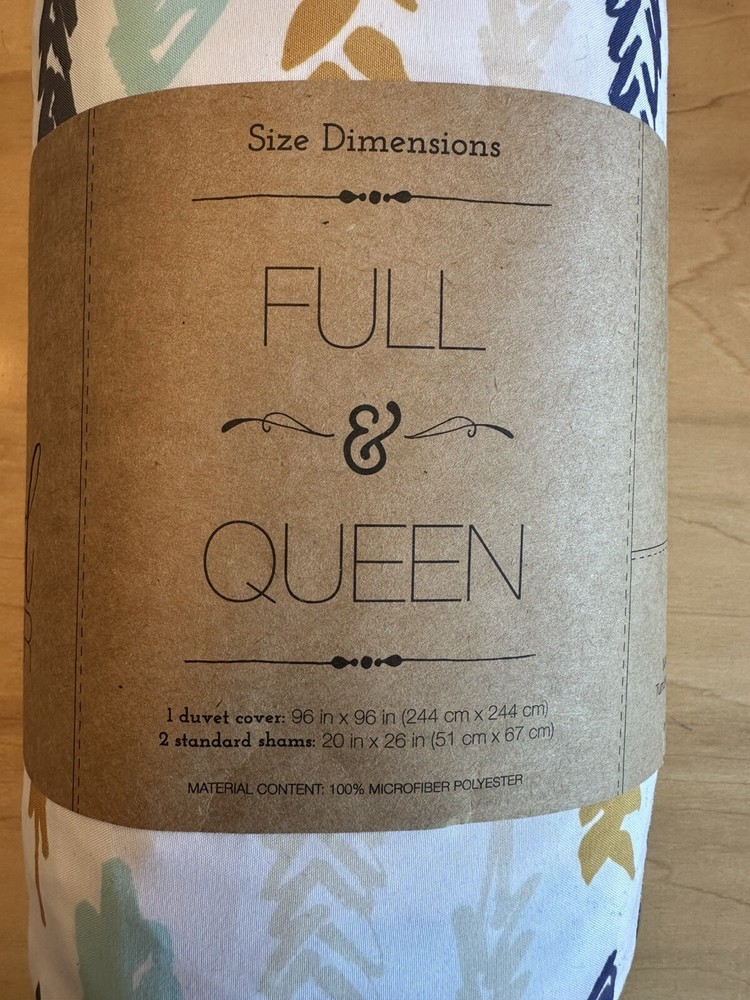 Size Dimensions
FULL
&
QUEEN
1 duvet cover: 96 in x 96 in (244 cm x 244 cm)
2 standard shams: 20 in x 26 in (51 cm x 67 cm)
MATERIAL CONTENT: 100% MICROFIBER POLYESTER